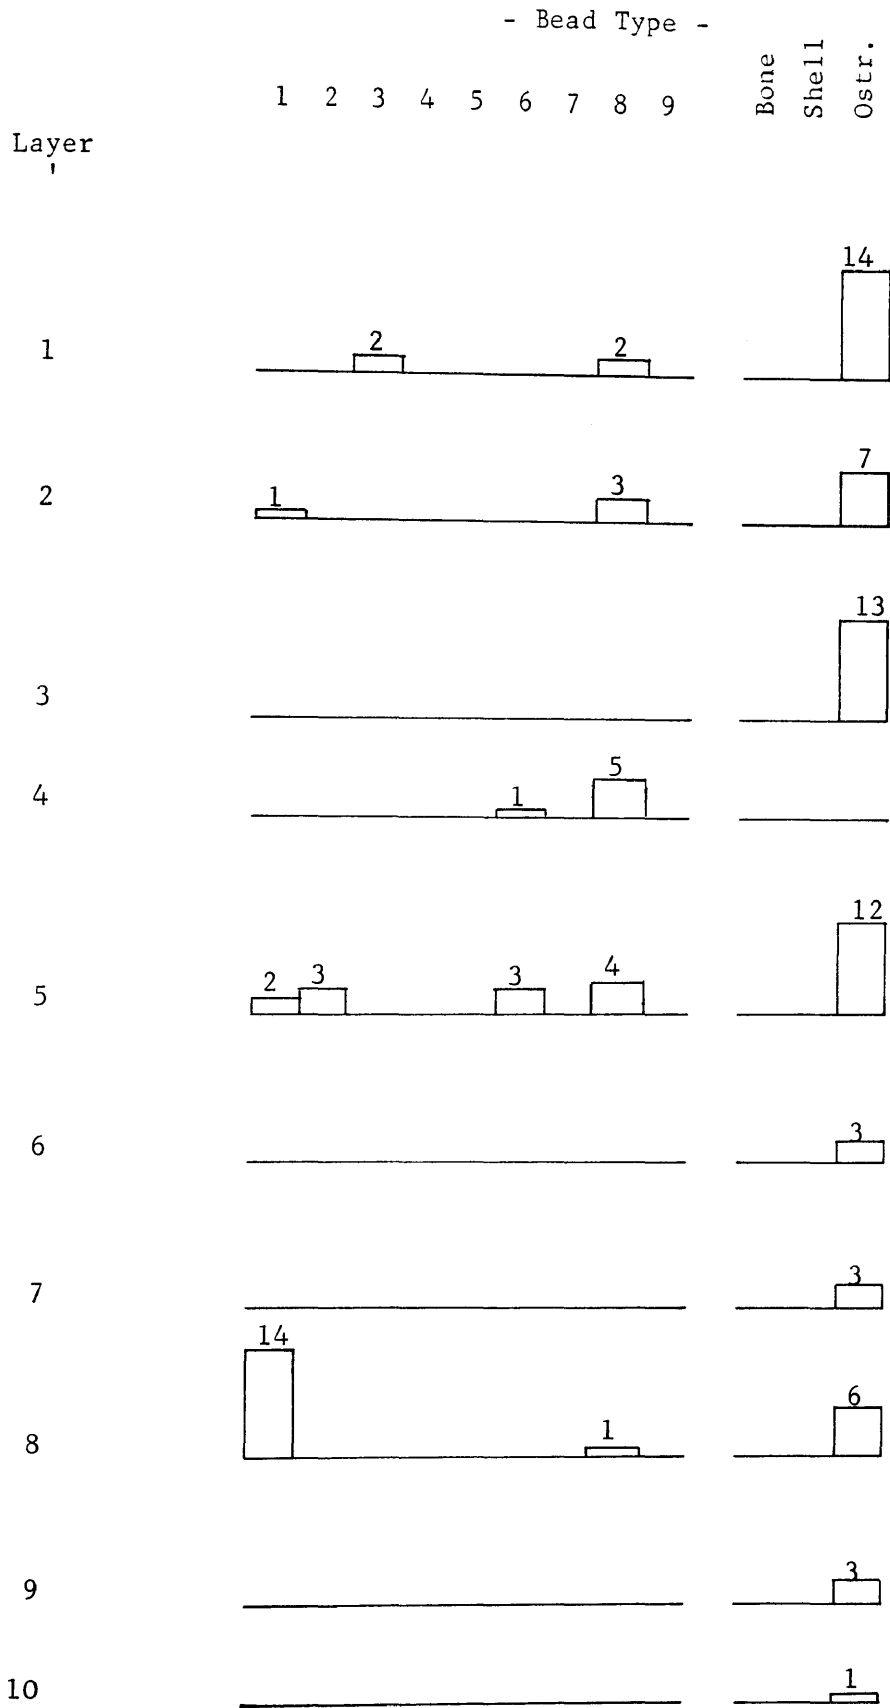 - Bead Type -
1 2 3 4 5 6 7 8 9 Bone Shell Ostr.
Layer
14
1 2 2
7
2 1 3
13
3
4 1 5
12
5 2 3 3 4
6 3
7 3
14
8 1 6
9 3
10 1